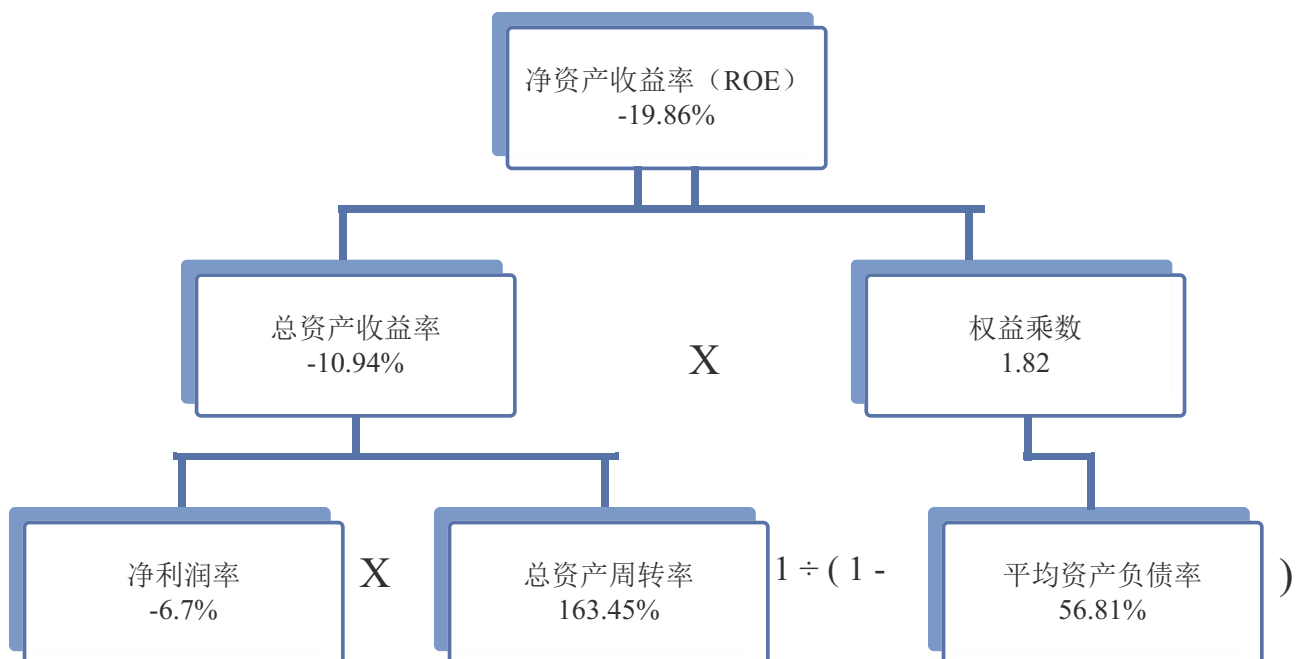 净资产收益率（ROE）
-19.86%
总资产收益率
-10.94%
X
权益乘数
1.82
净利润率
-6.7%
X
总资产周转率
163.45%
1 ÷ ( 1 -
平均资产负债率
56.81%
)